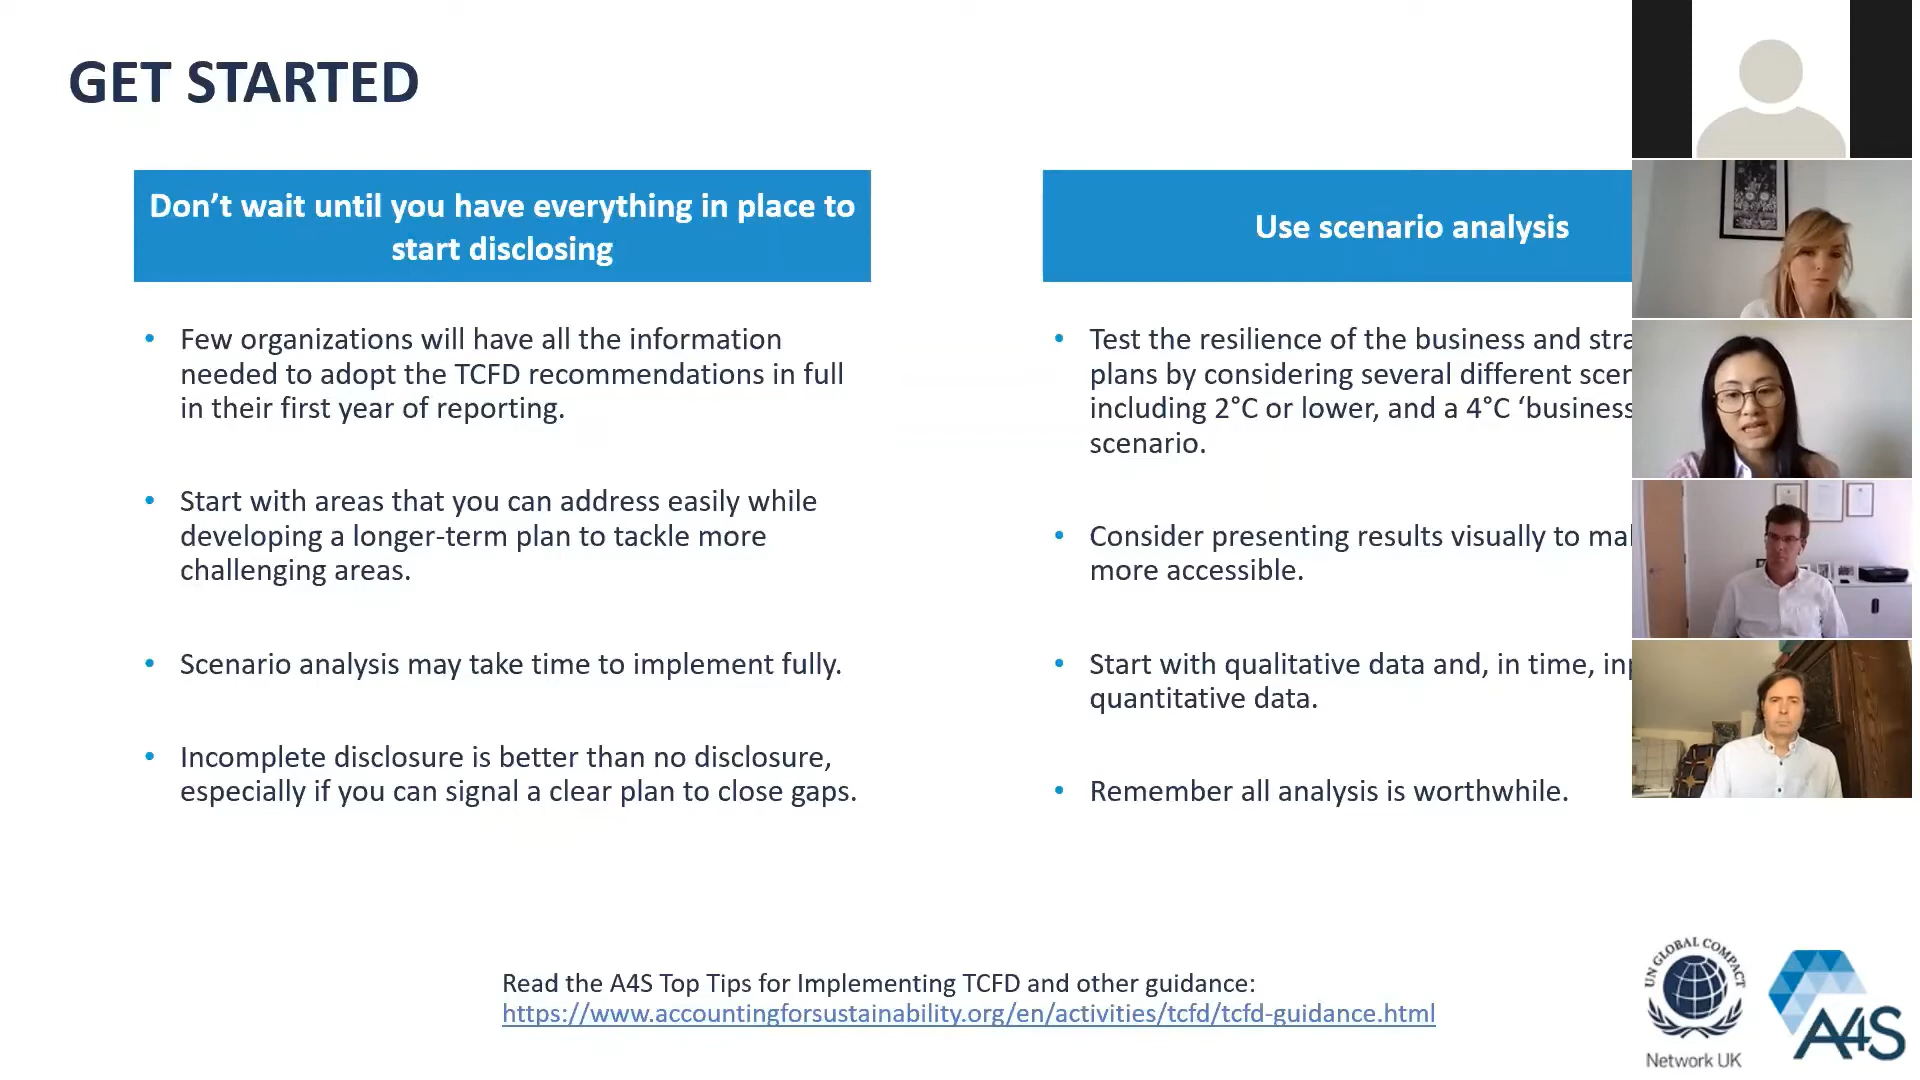 GET STARTED
Don’t wait until you have everything in place to
start disclosing
• Few organizations will have all the information
needed to adopt the TCFD recommendations in full
in their first year of reporting.
• Start with areas that you can address easily while
developing a longer-term plan to tackle more
challenging areas.
• Scenario analysis may take time to implement fully.
• Incomplete disclosure is better than no disclosure,
especially if you can signal a clear plan to close gaps.
Use scenario analysis
• Test the resilience of the business and
plans by considering several different
including 2°C or lower, and a 4°C ‘business
scenario.
• Consider presenting results visually to
more accessible.
• Start with qualitative data and, in time,
quantitative data.
• Remember all analysis is worthwhile.
Read the A4S Top Tips for Implementing TCFD and other guidance:
https://www.accountingforsustainability.org/en/activities/tcfd/tcfd-guidance.html
UN GLOBAL COMPACT
Network UK
A4S